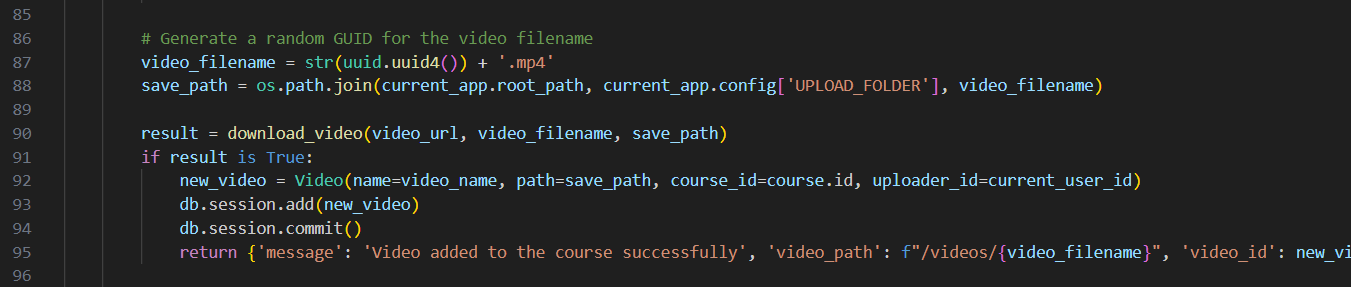 85
86 # Generate a random GUID for the video filename
87 video_filename = str(uuid.uuid4()) + '.mp4'
88 save_path = os.path.join(current_app.root_path, current_app.config['UPLOAD_FOLDER'], video_filename)
89
90 result = download_video(video_url, video_filename, save_path)
91 if result is True:
92 new_video = Video(name=video_name, path=save_path, course_id=course.id, uploader_id=current_user_id)
93 db.session.add(new_video)
94 db.session.commit()
95 return {'message': 'Video added to the course successfully', 'video_path': f"/videos/{video_filename}", 'video_id': new_vi
96